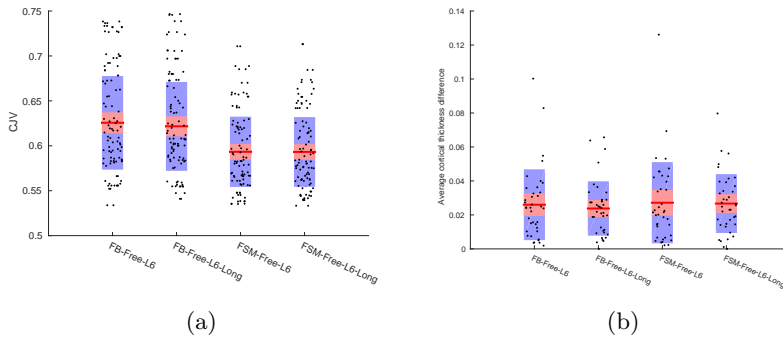 0.75
0.7
0.65
0.6
0.55
0.5
CJV
FB-Free-L6
FB-Free-L6-Long
FSM-Free-L6
FSM-Free-L6-Long
(a)
0.14
0.12
0.1
0.08
0.06
0.04
0.02
0
Average cortical thickness difference
FB-Free-L6
FB-Free-L6-Long
FSM-Free-L6
FSM-Free-L6-Long
(b)